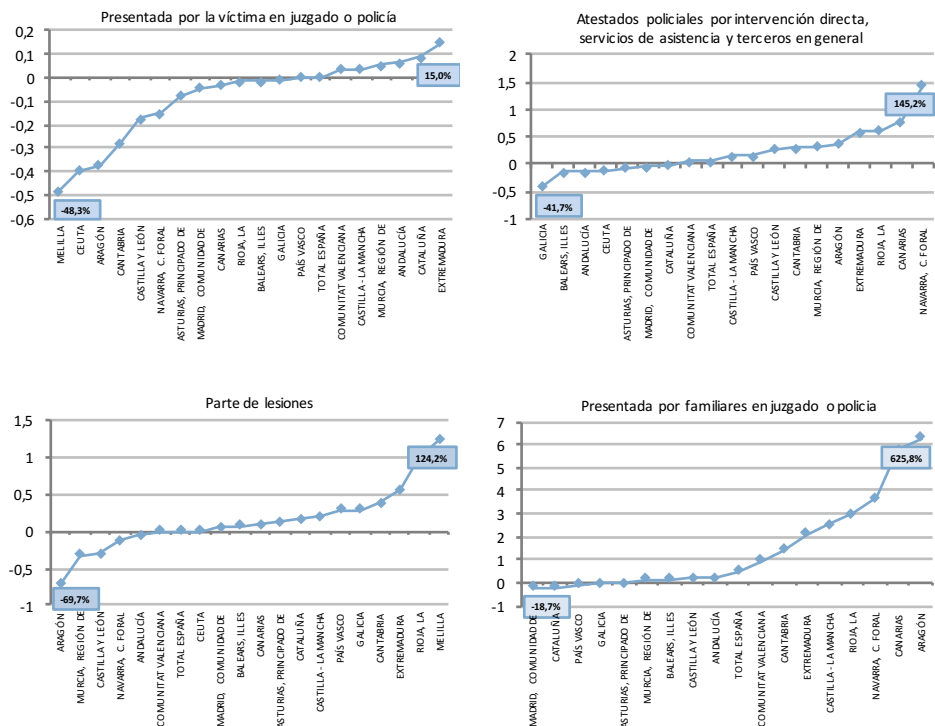 Presentada por la víctima en juzgado o policía
0,2
0,1
0
-0,1
-0,2
-0,3
-0,4
-0,5
-0,6
15,0%
-48,3%
MELILLA
CEUTA
ARAGÓN
CANTABRIA
CASTILLA Y LEÓN
NAVARRA, C. FORAL
ASTURIAS, PRINCIPADO DE
MADRID, COMUNIDAD DE
CANARIAS
RIOJA, LA
BALEARS, ILLES
GALICIA
PAÍS VASCO
TOTAL ESPAÑA
COMUNITAT VALENCIANA
CASTILLA - LA MANCHA
MURCIA, REGIÓN DE
ANDALUCÍA
CATALUÑA
EXTREMADURA
Atestados policiales por intervención directa,
servicios de asistencia y terceros en general
2
1,5
1
0,5
0
-0,5
-1
145,2%
-41,7%
GALICIA
BALEARS, ILLES
ANDALUCÍA
CEUTA
ASTURIAS, PRINCIPADO DE
MADRID, COMUNIDAD DE
CATALUÑA
COMUNITAT VALENCIANA
TOTAL ESPAÑA
CASTILLA - LA MANCHA
PAÍS VASCO
CASTILLA Y LEÓN
CANTABRIA
MURCIA, REGIÓN DE
ARAGÓN
EXTREMADURA
RIOJA, LA
CANARIAS
NAVARRA, C. FORAL
Parte de lesiones
1,5
1
0,5
0
-0,5
-1
124,2%
-69,7%
ARAGÓN
MURCIA, REGIÓN DE
CASTILLA Y LEÓN
NAVARRA, C. FORAL
ANDALUCÍA
COMUNITAT VALENCIANA
TOTAL ESPAÑA
CEUTA
MADRID, COMUNIDAD DE
BALEARS, ILLES
CANARIAS
ASTURIAS, PRINCIPADO DE
CATALUÑA
CASTILLA - LA MANCHA
PAÍS VASCO
GALICIA
CANTABRIA
EXTREMADURA
RIOJA, LA
MELILLA
Presentada por familiares en juzgado o policia
7
6
5
4
3
2
1
0
-1
625,8%
-18,7%
MADRID, COMUNIDAD DE
CATALUÑA
PAÍS VASCO
GALICIA
ASTURIAS, PRINCIPADO DE
MURCIA, REGIÓN DE
BALEARS, ILLES
CASTILLA Y LEÓN
ANDALUCÍA
TOTAL ESPAÑA
COMUNITAT VALENCIANA
CANTABRIA
EXTREMADURA
CASTILLA - LA MANCHA
RIOJA, LA
NAVARRA, C. FORAL
CANARIAS
ARAGÓN